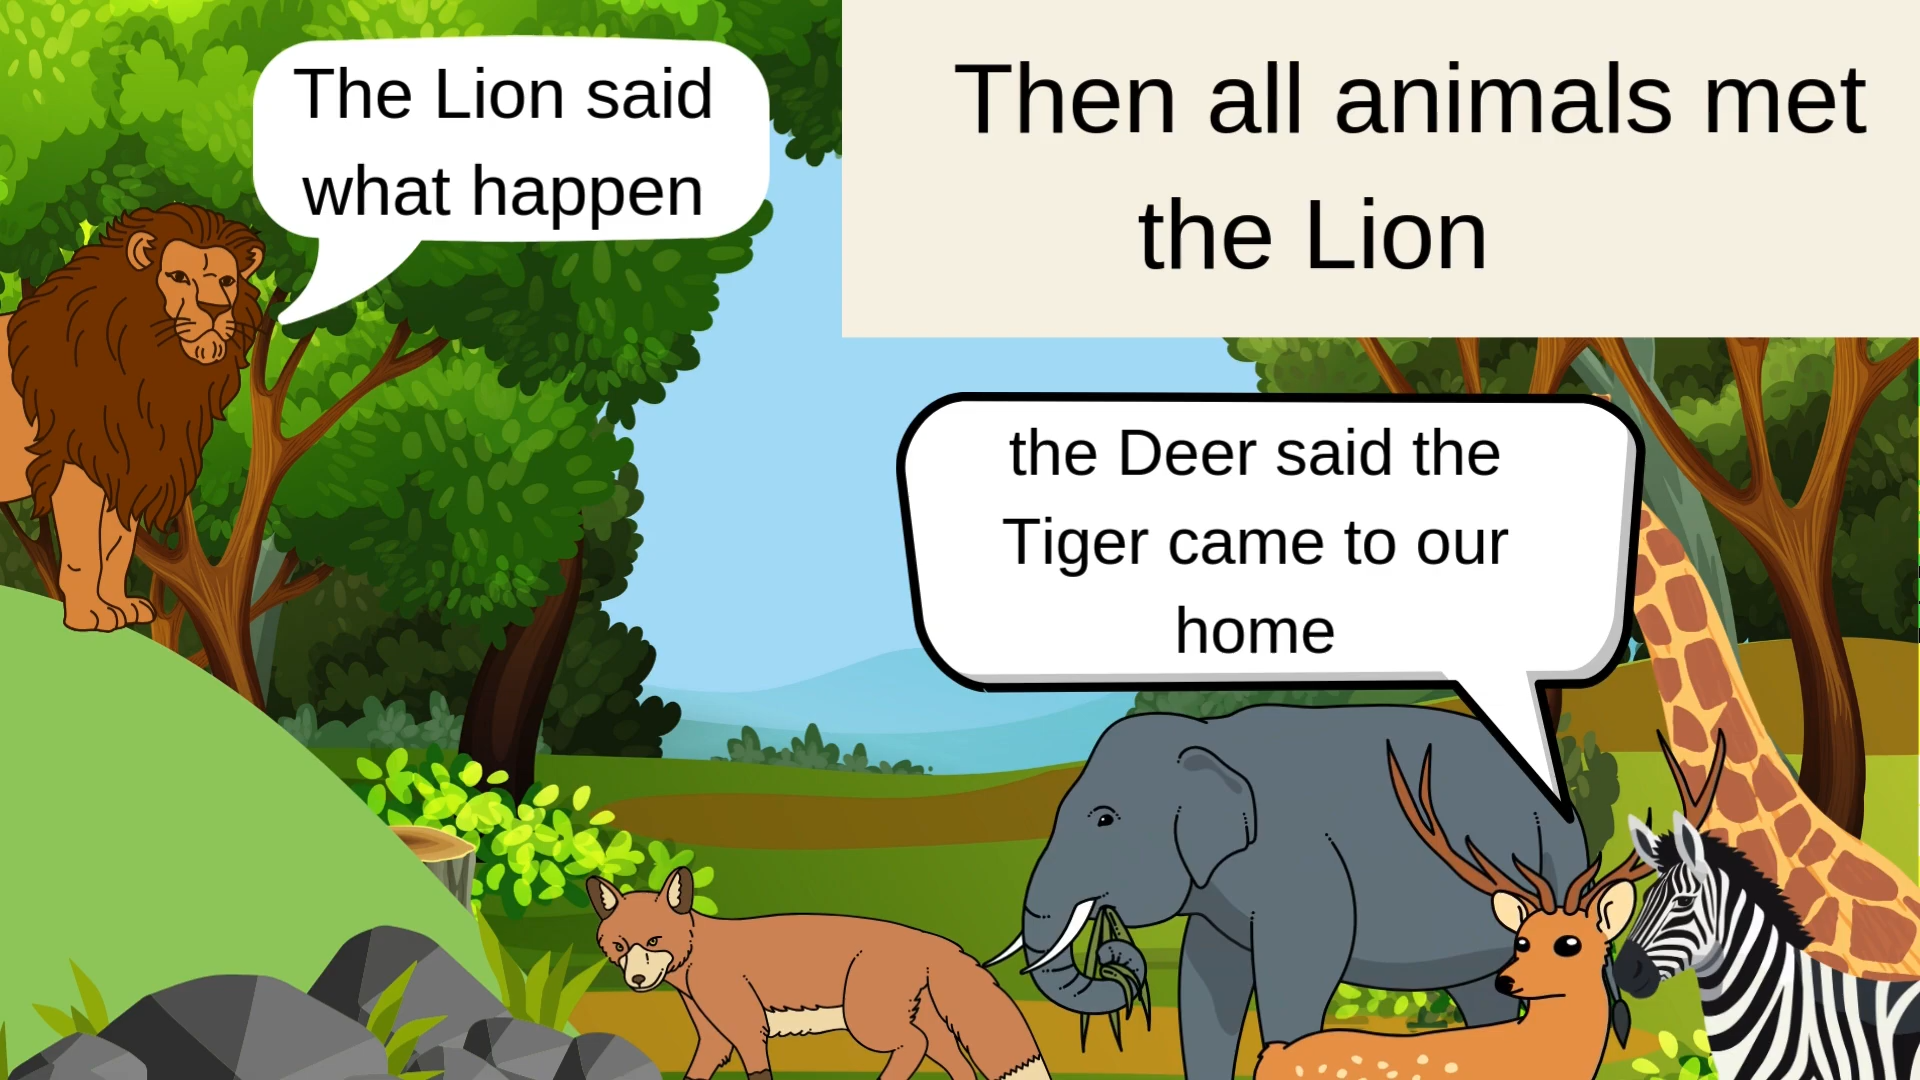 The Lion said
what happen
Then all animals met
the Lion
the Deer said the
Tiger came to our
home